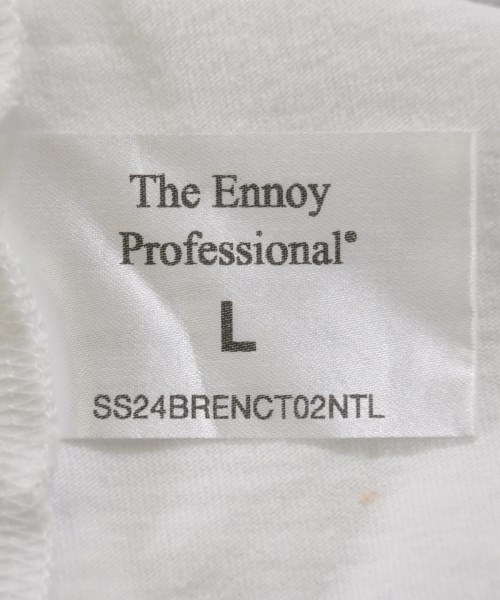 The Ennoy
Professional®
L
SS24BRENCT02NTL